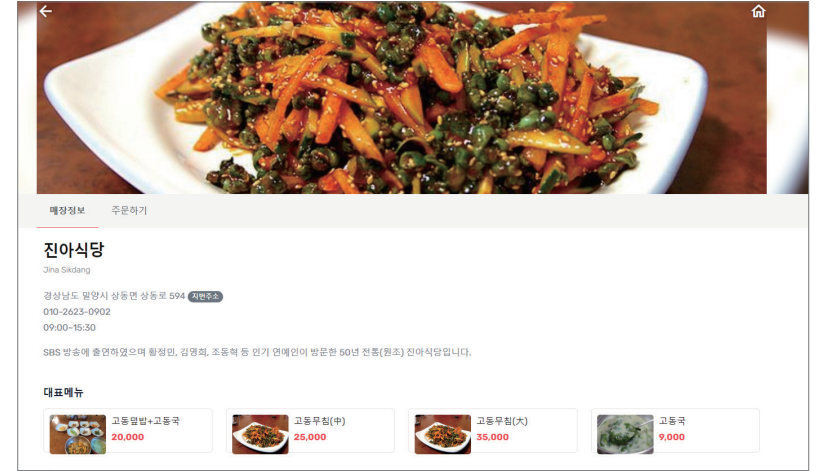 매장정보 주문하기
진아식당
Jina Sikdang
경상남도 밀양시 상동면 상동로 594 지번주소
010-2623-0902
09:00~15:30
SBS 방송에 출연하였으며 황정민, 김영희, 조동혁 등 인기 연예인이 방문한 50년 전통(원조) 진아식당입니다.
대표메뉴
고동덮밥+고동국
20,000
고동무침(中)
25,000
고동무침(大)
35,000
고동국
9,000